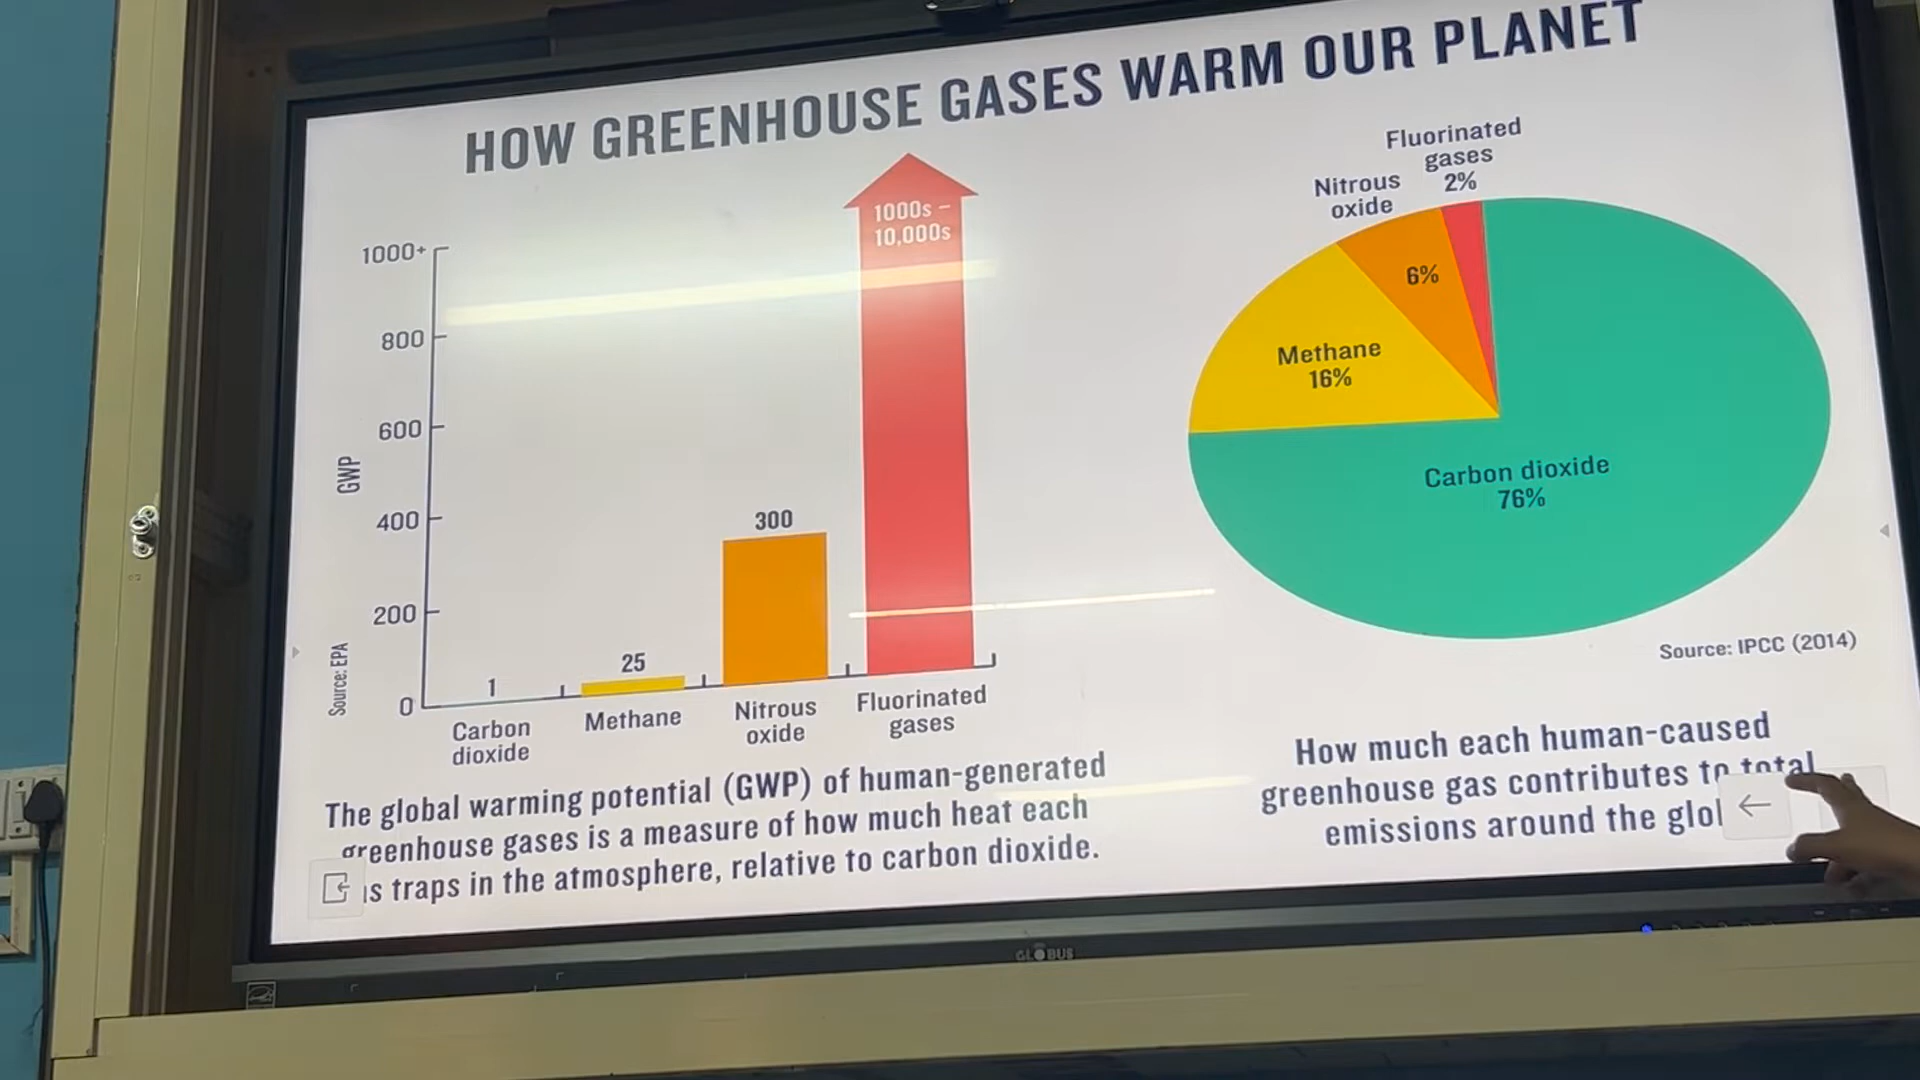 HOW GREENHOUSE GASES WARM OUR PLANET
1000+
800
600
400
200
0
GWP
Source: EPA
1
25
300
1000s –
10,000s
Carbon
dioxide
Methane
Nitrous
oxide
Fluorinated
gases
The global warming potential (GWP) of human-generated
greenhouse gases is a measure of how much heat each
traps in the atmosphere, relative to carbon dioxide.
Fluorinated
gases
2%
Nitrous
oxide
6%
Methane
16%
Carbon dioxide
76%
Source: IPCC (2014)
How much each human-caused
greenhouse gas contributes to total
emissions around the
GLOBUS